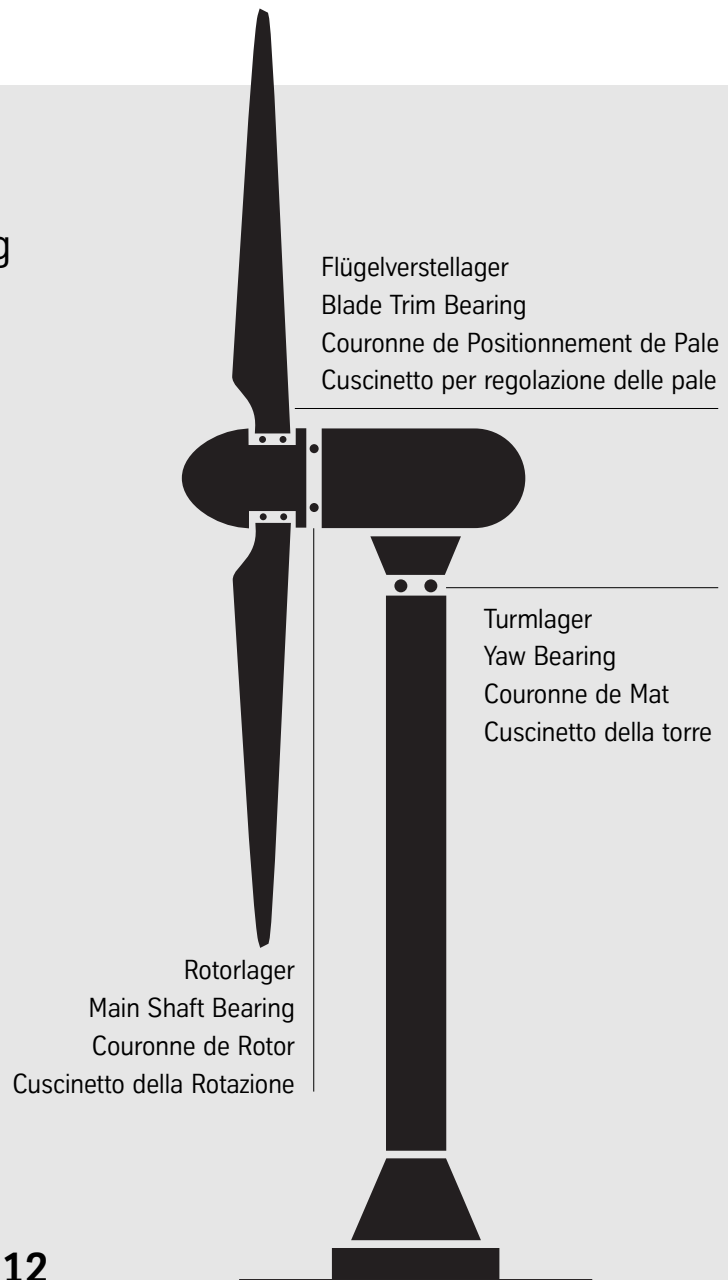 g
Flügelverstellager
Blade Trim Bearing
Couronne de Positionnement de Pale
Cuscinetto per regolazione delle pale
Turmlager
Yaw Bearing
Couronne de Mat
Cuscinetto della torre
Rotorlager
Main Shaft Bearing
Couronne de Rotor
Cuscinetto della Rotazione
12